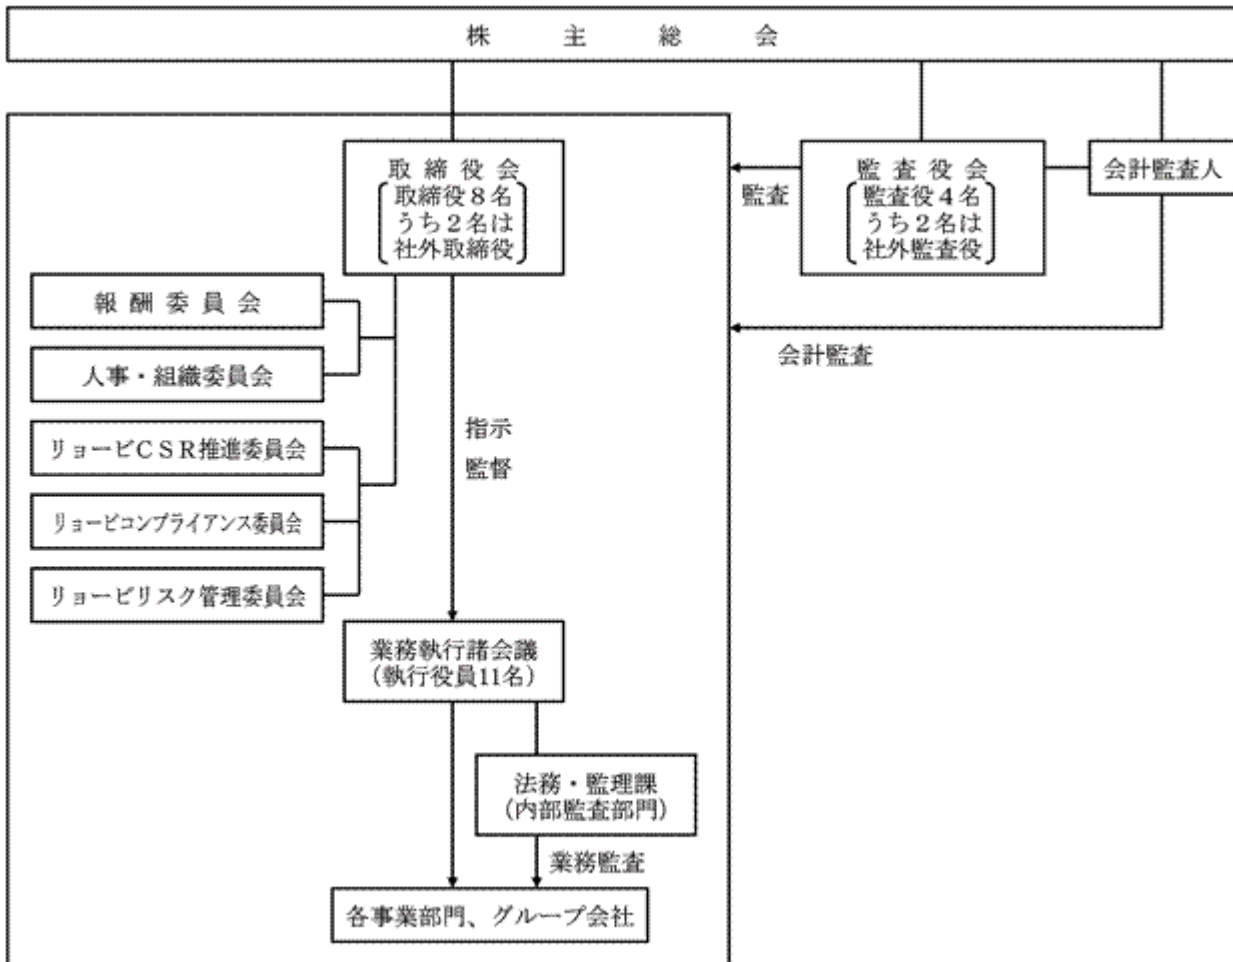 株主総会
取締役会
取締役８名
うち２名は
社外取締役
監査
監査役会
監査役４名
うち２名は
社外監査役
会計監査人
会計監査
報酬委員会
人事・組織委員会
リョービＣＳＲ推進委員会
リョービコンプライアンス委員会
リョービリスク管理委員会
指示
監督
業務執行諸会議
（執行役員11名）
法務・監理課
（内部監査部門）
業務監査
各事業部門、グループ会社